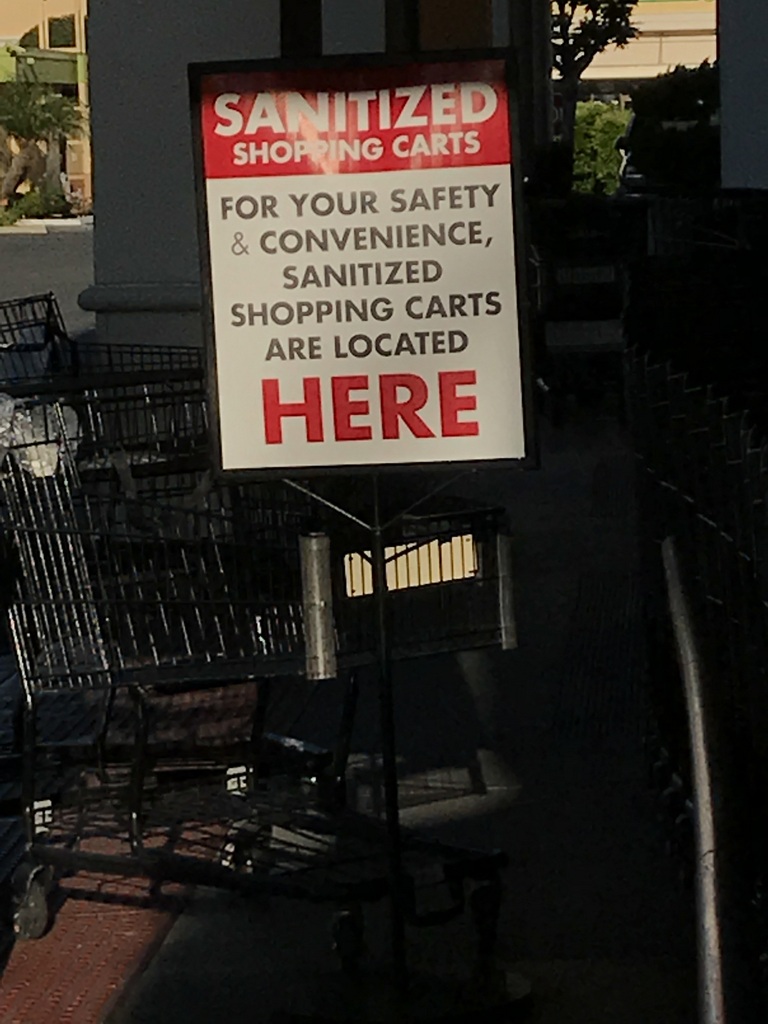 SANITIZED
SHOPPING CARTS
FOR YOUR SAFETY
& CONVENIENCE,
SANITIZED
SHOPPING CARTS
ARE LOCATED
HERE